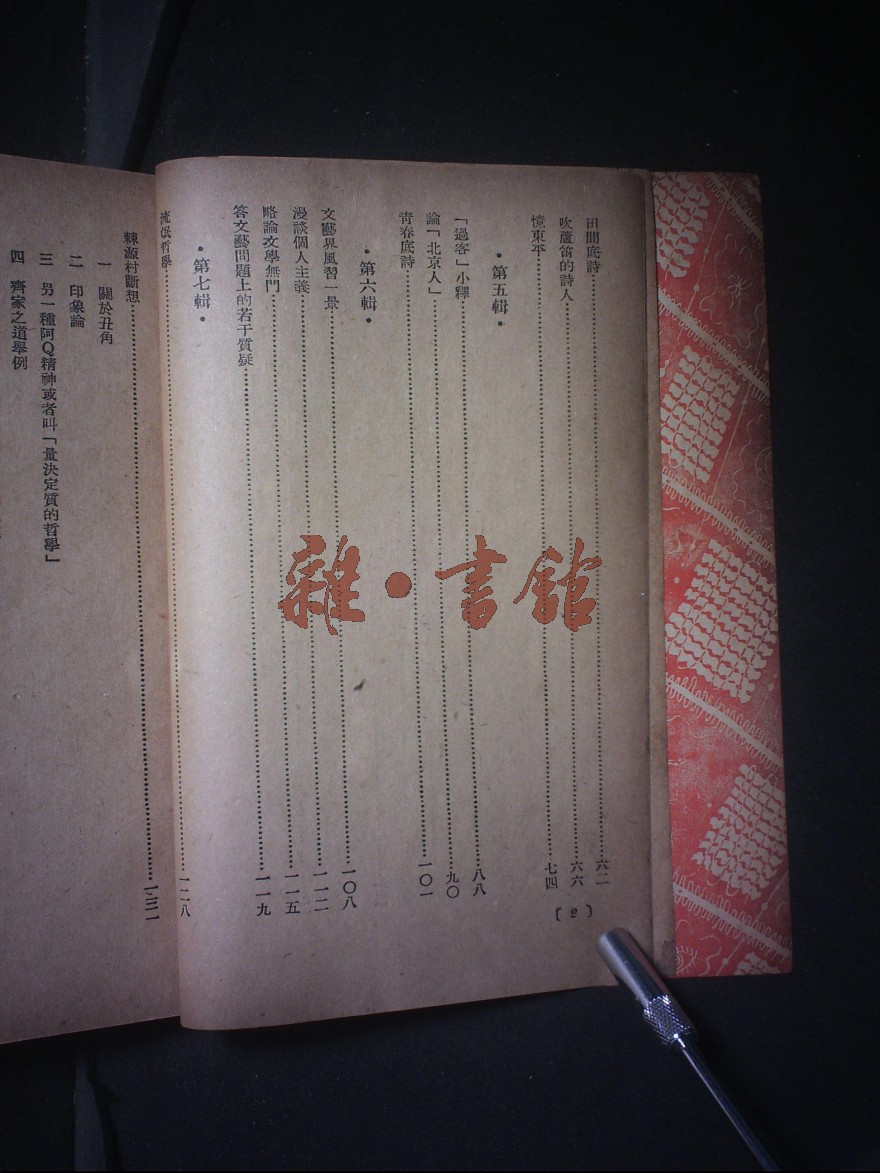 田間底詩……六二
吹蘆笛的詩人……六六
憶東平……七四
•第五輯•
「過客」小釋……八八
論「北京人」……九〇
青春底詩……一〇一
•第六輯•
文藝界風習一景……一〇八
漫談個人主義……一一二
略論文學無門……一一五
答文藝問題上的若干質疑……一一九
•第七輯•
流氓哲學……一二八
棘源村斷想……一三一
一 關於丑角
二 印象論
三 另一種阿Q精神或者叫「量決定質的哲學」
四 齊家之道舉例
〔2〕
雜•書館